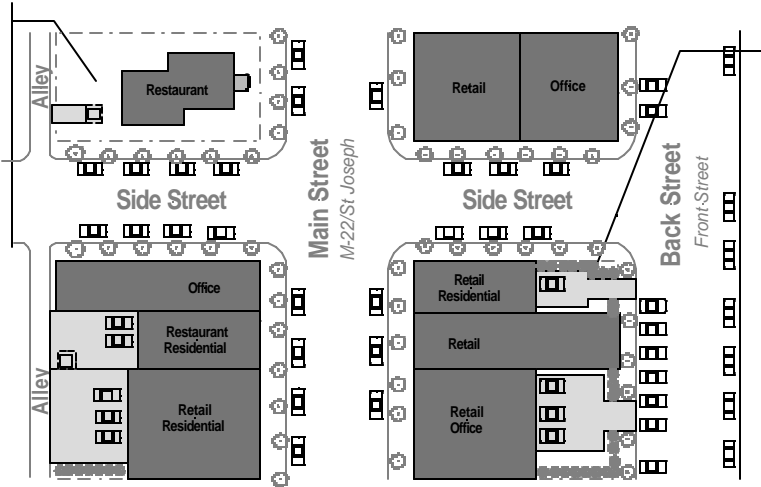 Alley
Restaurant
Retail
Office
Side Street
Main Street
M-22/St Joseph
Side Street
Back Street
Front Street
Office
Restaurant
Residential
Retail
Residential
Alley
Retail
Residential
Retail
Retail
Office